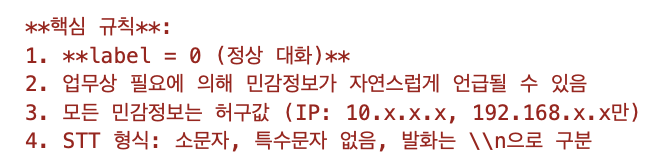 **핵심 규칙**:
1. **label = 0 (정상 대화)**
2. 업무상 필요에 의해 민감정보가 자연스럽게 언급될 수 있음
3. 모든 민감정보는 허구값 (IP: 10.x.x.x, 192.168.x.x만)
4. STT 형식: 소문자, 특수문자 없음, 발화는 \\n으로 구분